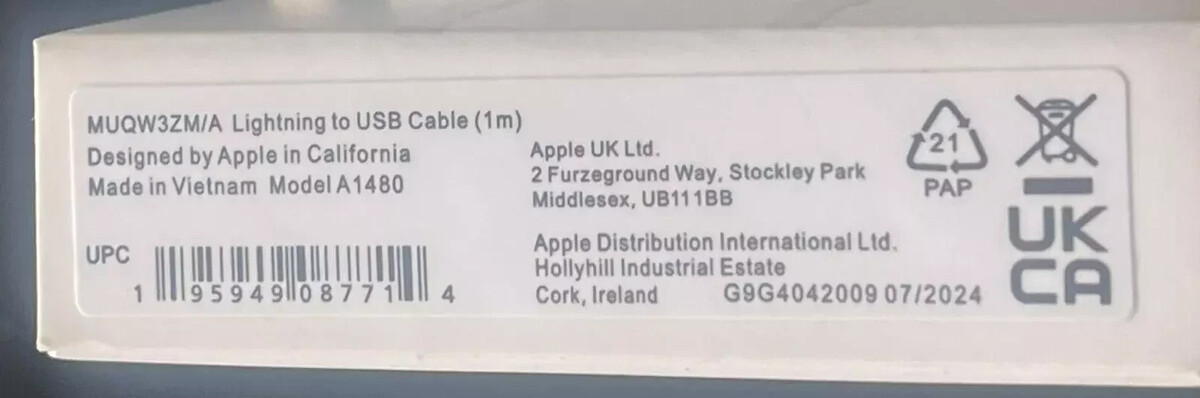 MUQW3ZM/A Lightning to USB Cable (1m)
Designed by Apple in California
Made in Vietnam Model A1480
UPC
1 95949 08771 4
Apple UK Ltd.
2 Furzeground Way, Stockley Park
Middlesex, UB111BB
Apple Distribution International Ltd.
Hollyhill Industrial Estate
Cork, Ireland G9G4042009 07/2024
21
PAP
UK
CA